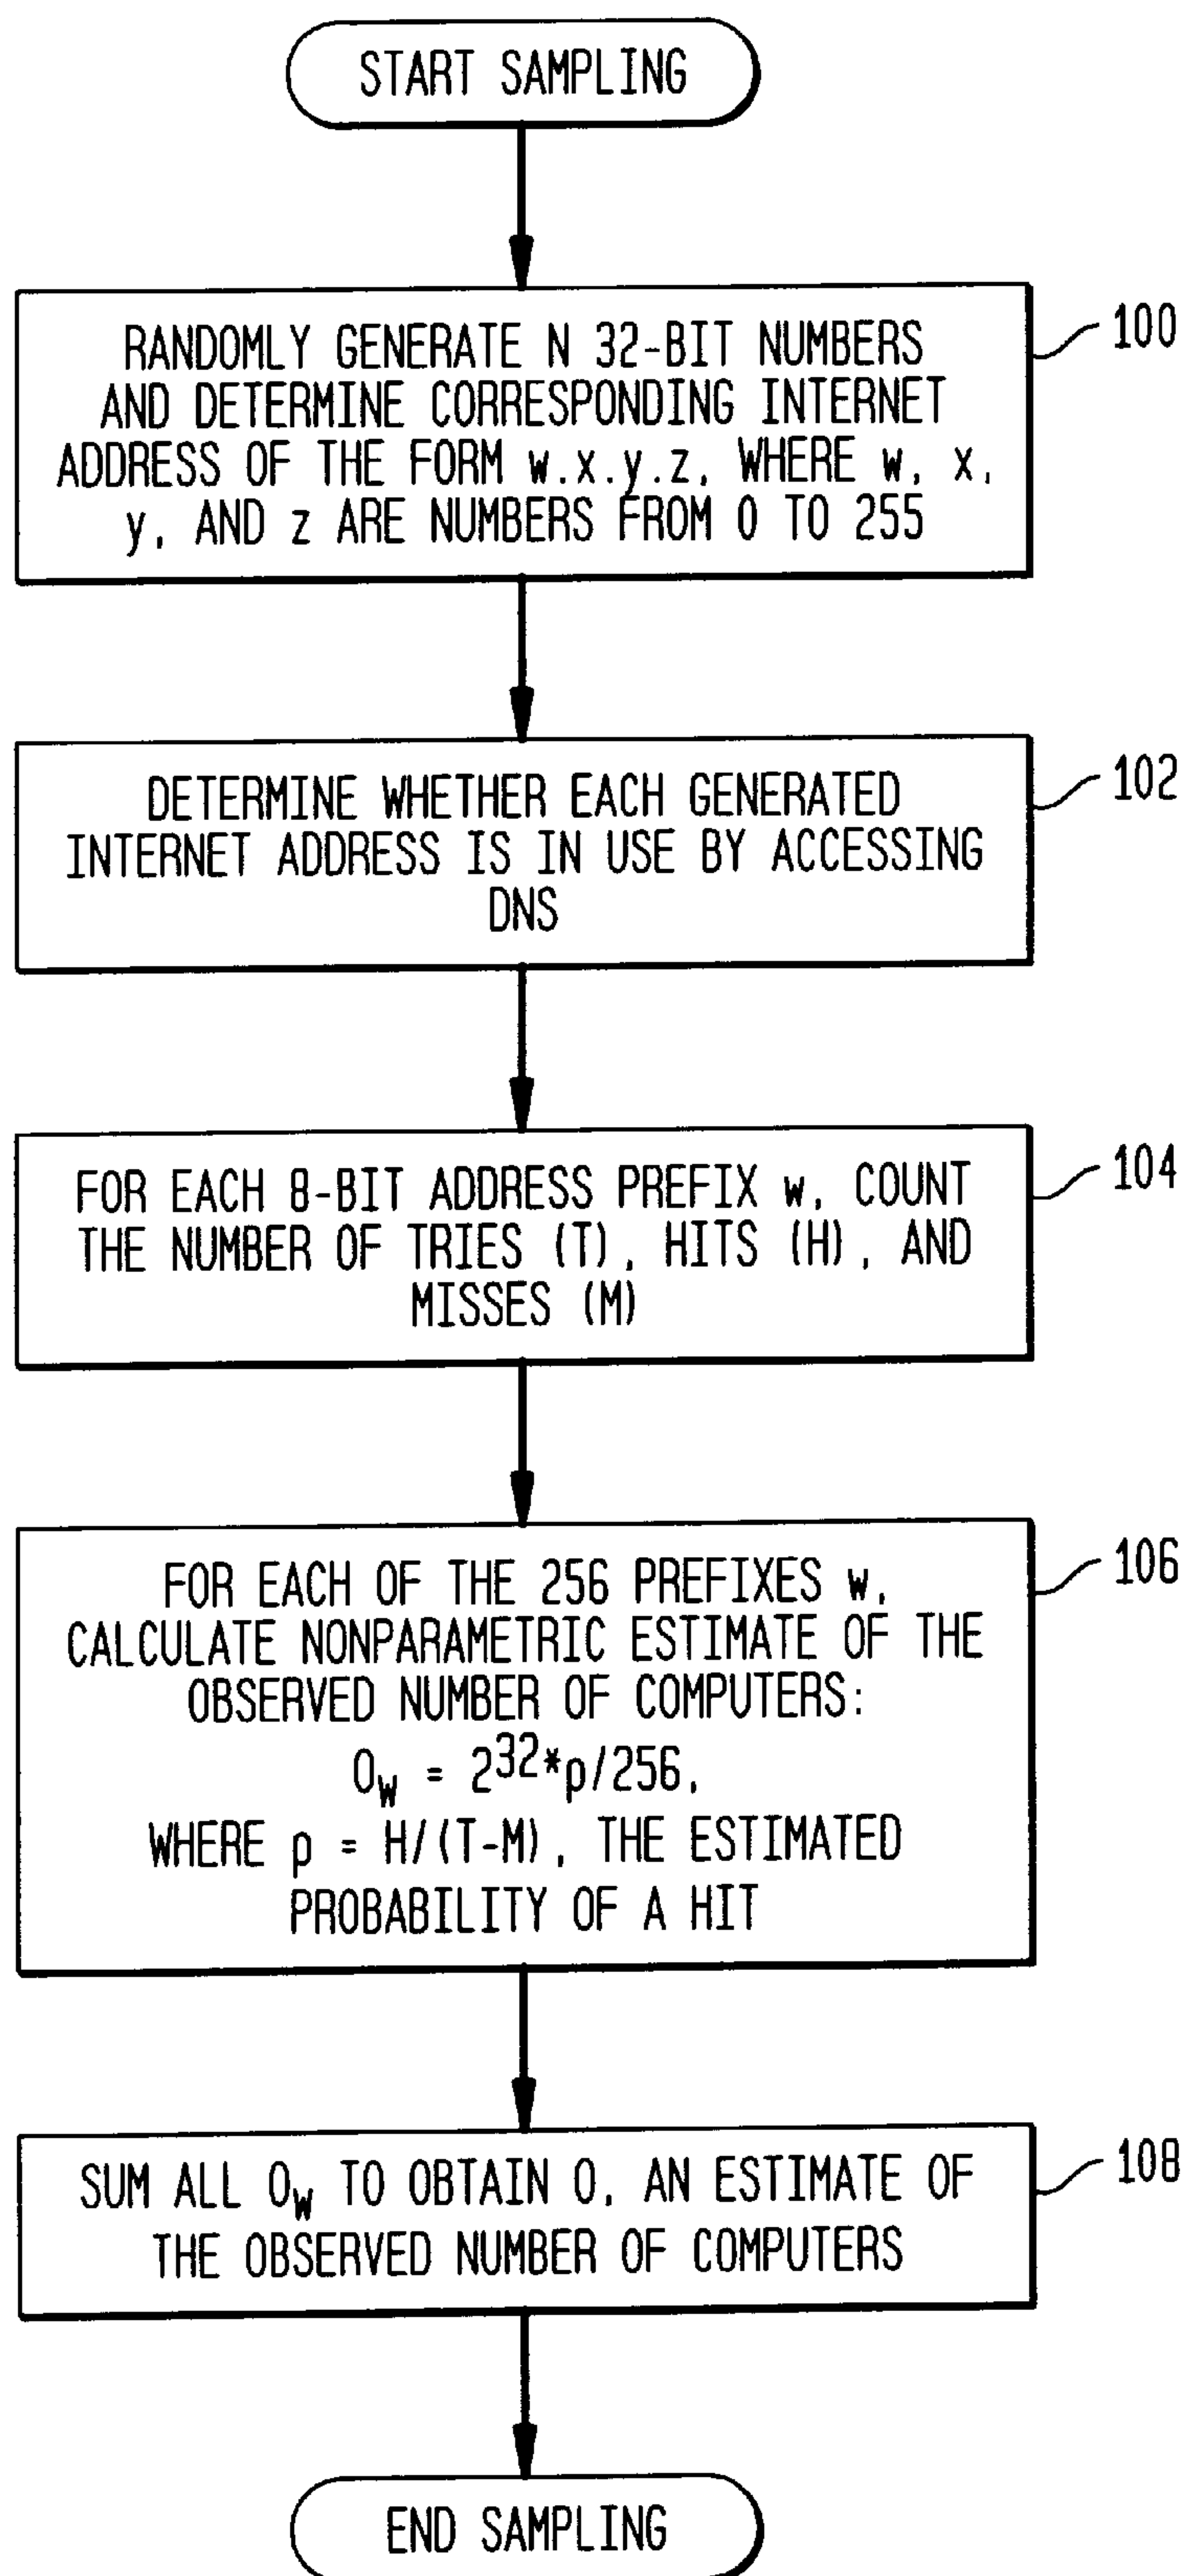 START SAMPLING
RANDOMLY GENERATE N 32-BIT NUMBERS
AND DETERMINE CORRESPONDING INTERNET
ADDRESS OF THE FORM w.x.y.z, WHERE w, x,
y, AND z ARE NUMBERS FROM 0 TO 255
100
DETERMINE WHETHER EACH GENERATED
INTERNET ADDRESS IS IN USE BY ACCESSING
DNS
102
FOR EACH 8-BIT ADDRESS PREFIX w, COUNT
THE NUMBER OF TRIES (T), HITS (H), AND
MISSES (M)
104
FOR EACH OF THE 256 PREFIXES w,
CALCULATE NONPARAMETRIC ESTIMATE OF THE
OBSERVED NUMBER OF COMPUTERS:
O_w = 2^32*p/256,
WHERE p = H/(T-M), THE ESTIMATED
PROBABILITY OF A HIT
106
SUM ALL O_w TO OBTAIN O, AN ESTIMATE OF
THE OBSERVED NUMBER OF COMPUTERS
108
END SAMPLING